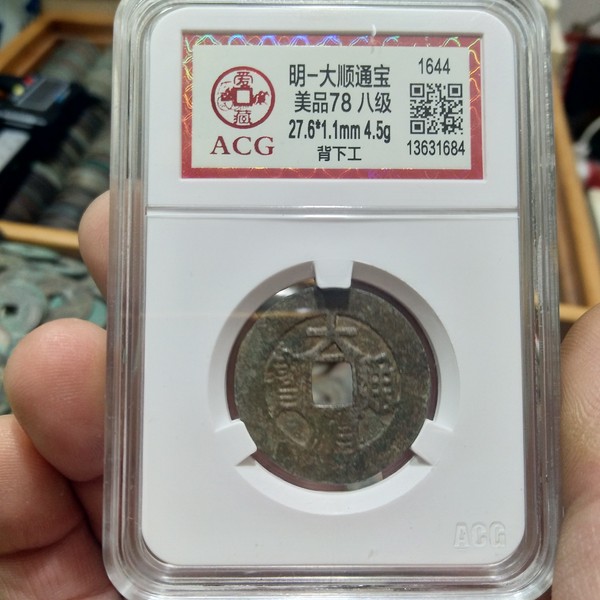 爱藏
ACG
明-大顺通宝
美品78 八级
27.6*1.1mm 4.5g
背下工
1644
13631684
大顺通寶
ACG